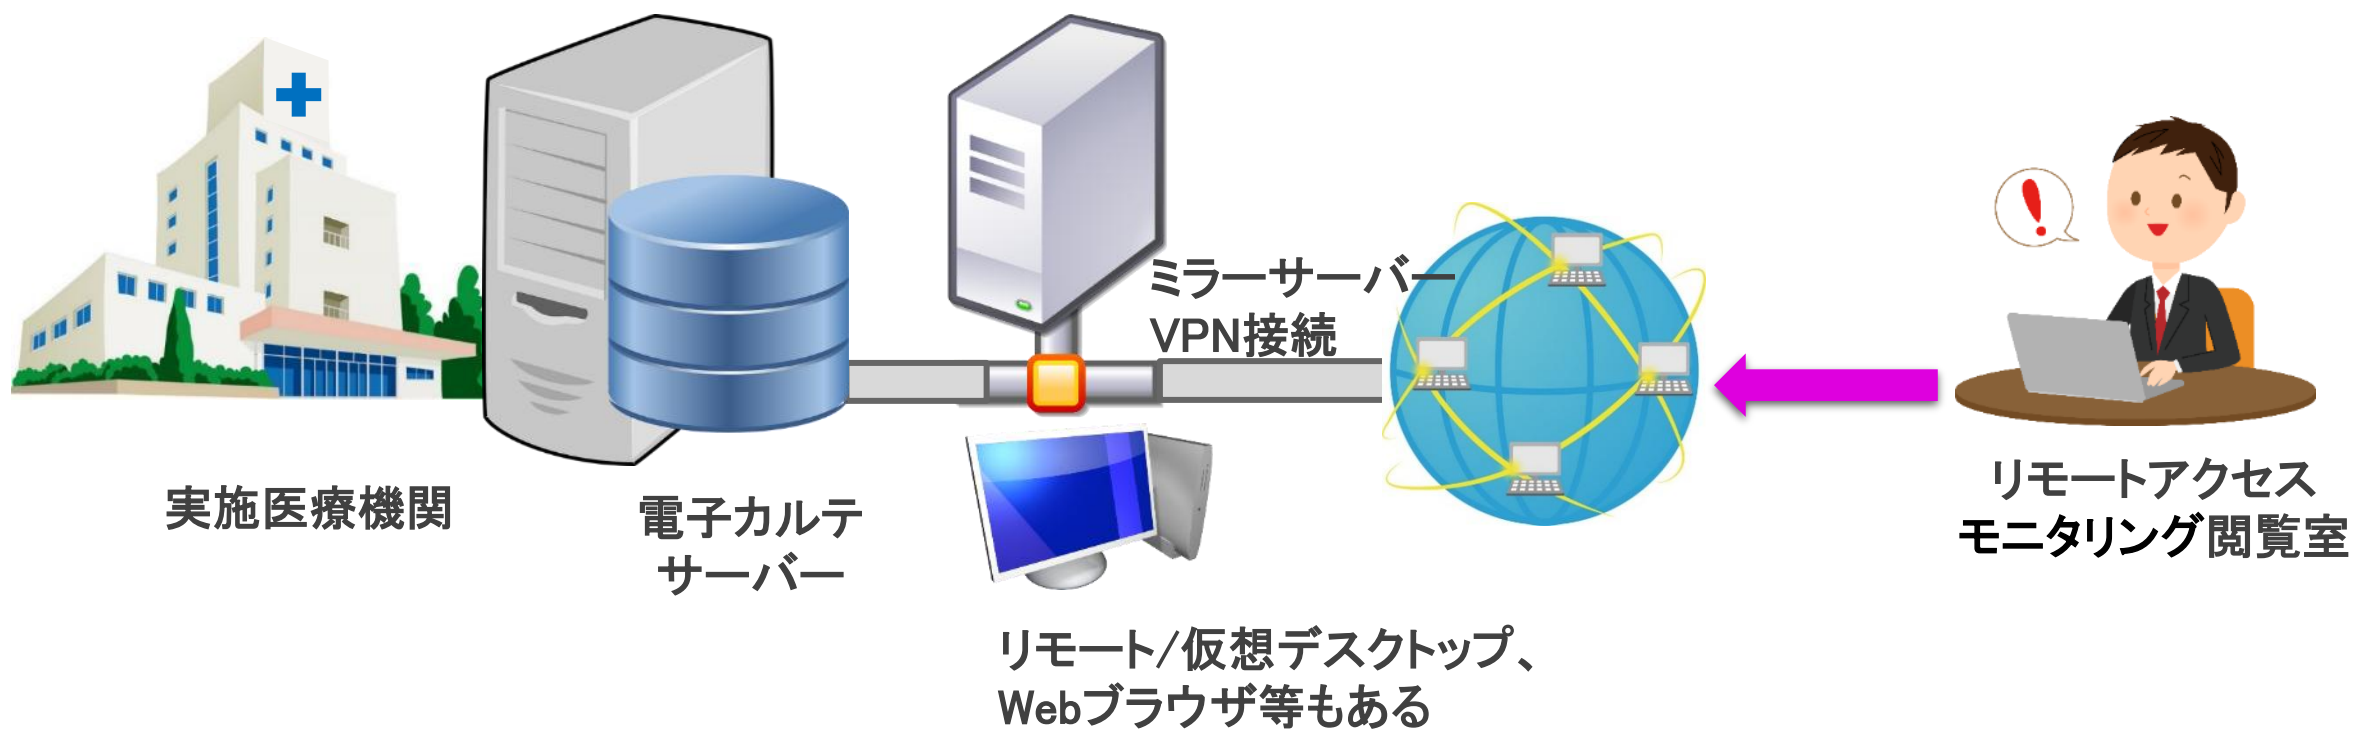 実施医療機関
電子カルテ
サーバー
ミラーサーバー
VPN接続
リモート/仮想デスクトップ、
Webブラウザ等もある
リモートアクセス
モニタリング閲覧室